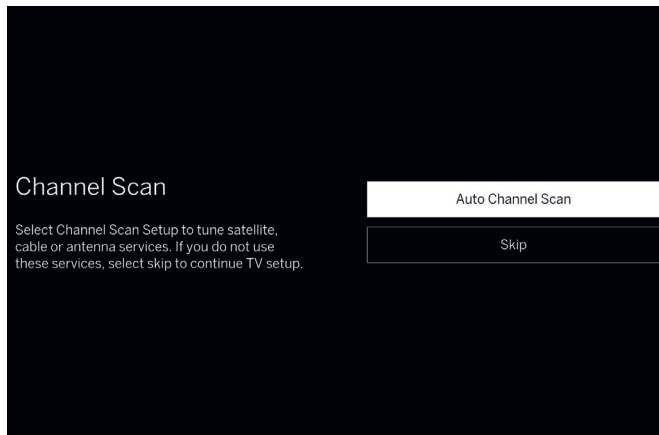 Channel Scan
Select Channel Scan Setup to tune satellite,
cable or antenna services. If you do not use
these services, select skip to continue TV setup.
Auto Channel Scan
Skip